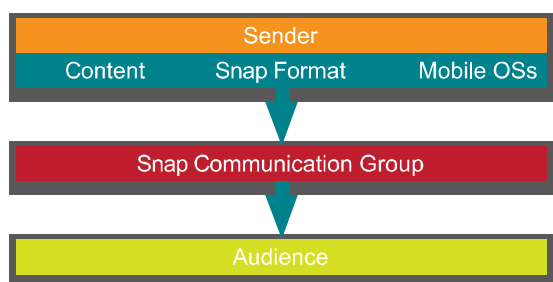 Sender
Content Snap Format Mobile OSs
Snap Communication Group
Audience